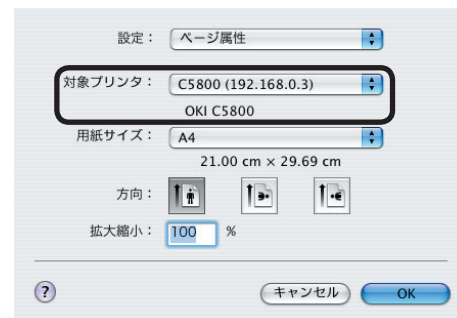 設定： ページ属性
対象プリンタ： C5800 (192.168.0.3)
OKI C5800
用紙サイズ： A4
21.00 cm × 29.69 cm
方向：
拡大縮小： 100 %
? キャンセル OK